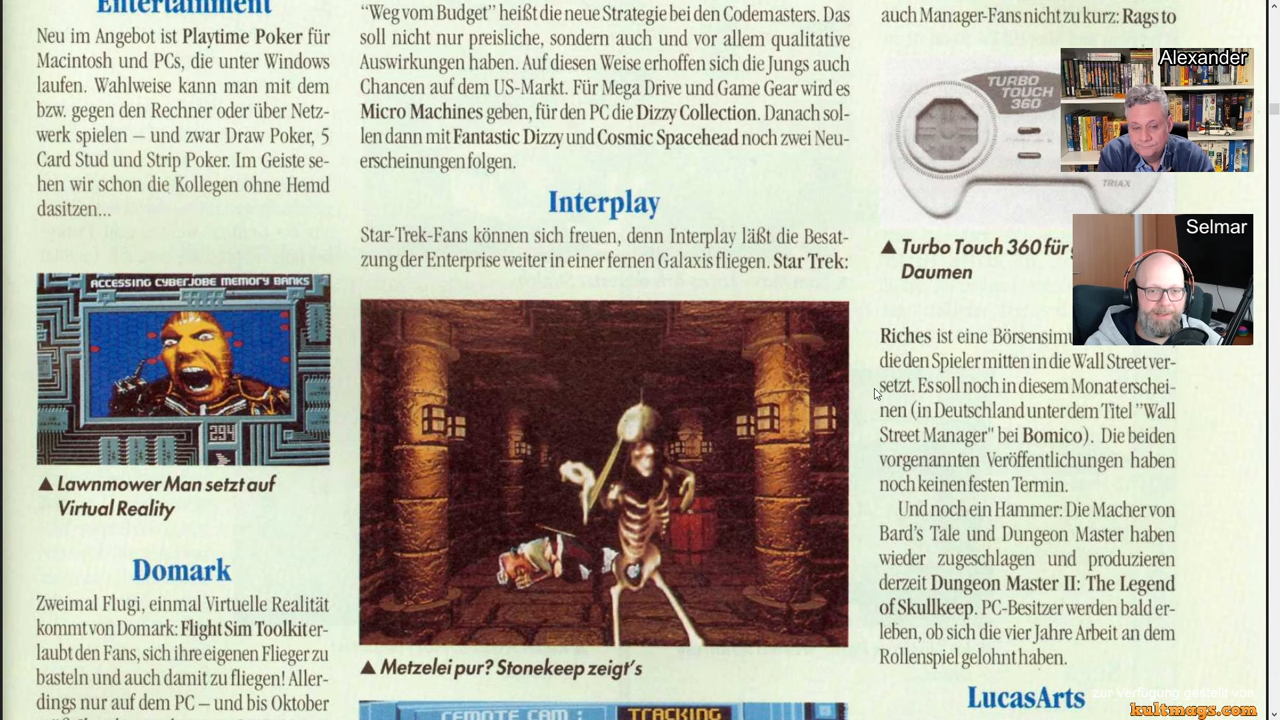 Entertainment
Neu im Angebot ist Playtime Poker für
Macintosh und PCs, die unter Windows
laufen. Wahlweise kann man mit dem
bzw. gegen den Rechner oder über Netz-
werk spielen – und zwar Draw Poker, 5
Card Stud und Strip Poker. Im Geiste se-
hen wir schon die Kollegen ohne Hemd
dasitzen...
ACCESSING CYBERJOBE MEMORY BANKS
294
▲ Lawnmower Man setzt auf
Virtual Reality
Domark
Zweimal Flugi, einmal Virtuelle Realität
kommt von Domark: Flight Sim Toolkit er-
laubt den Fans, sich ihre eigenen Flieger zu
basteln und auch damit zu fliegen! Aller-
dings nur auf dem PC – und bis Oktober
"Weg vom Budget" heißt die neue Strategie bei den Codemasters. Das
soll nicht nur preisliche, sondern auch und vor allem qualitative
Auswirkungen haben. Auf diesen Weise erhoffen sich die Jungs auch
Chancen auf dem US-Markt. Für Mega Drive und Game Gear wird es
Micro Machines geben, für den PC die Dizzy Collection. Danach sol-
len dann mit Fantastic Dizzy und Cosmic Spacehead noch zwei Neu-
erscheinungen folgen.
Interplay
Star-Trek-Fans können sich freuen, denn Interplay läßt die Besat-
zung der Enterprise weiter in einer fernen Galaxis fliegen. Star Trek:
▲ Metzelei pur? Stonekeep zeigt's
REMOTE CAM: TRACKING
auch Manager-Fans nicht zu kurz: Rags to
TURBO
TOUCH
360
TRIAX
▲ Turbo Touch 360 für
Daumen
Riches ist eine Börsensimu
die den Spieler mitten in die Wall Street ver-
setzt. Es soll noch in diesem Monat erschei-
nen (in Deutschland unter dem Titel "Wall
Street Manager" bei Bomico). Die beiden
vorgenannten Veröffentlichungen haben
noch keinen festen Termin.
Und noch ein Hammer: Die Macher von
Bard's Tale und Dungeon Master haben
wieder zugeschlagen und produzieren
derzeit Dungeon Master II: The Legend
of Skullkeep. PC-Besitzer werden bald er-
leben, ob sich die vier Jahre Arbeit an dem
Rollenspiel gelohnt haben.
LucasArts
Alexander
Selmar
zur Verfügung gestellt von
kultmags.com